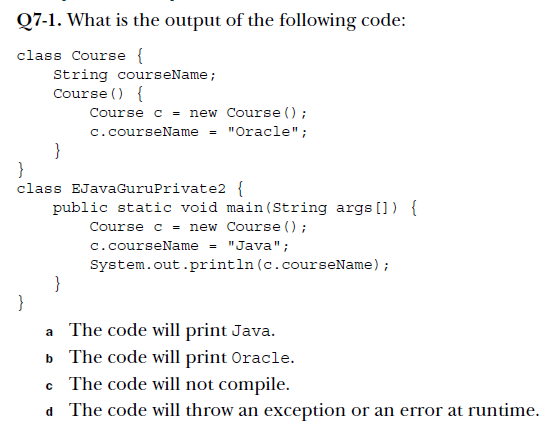 Q7-1. What is the output of the following code:
class Course {
    String courseName;
    Course() {
        Course c = new Course();
        c.courseName = "Oracle";
    }
}
class EJavaGuruPrivate2 {
    public static void main(String args[]) {
        Course c = new Course();
        c.courseName = "Java";
        System.out.println(c.courseName);
    }
}
a The code will print Java.
b The code will print Oracle.
c The code will not compile.
d The code will throw an exception or an error at runtime.